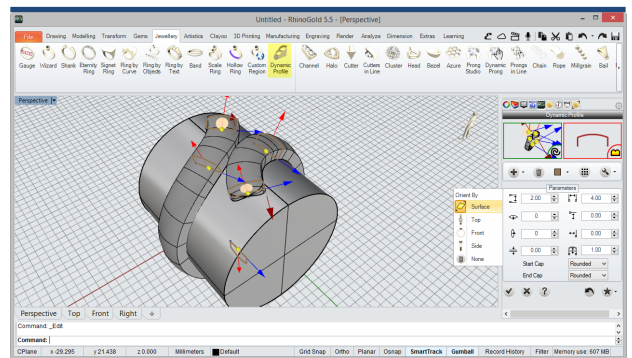 Untitled - RhinoGold 5.5 - [Perspective]
File Drawing Modelling Transform Gems Jewellery Artistics Clayoo 3D Printing Manufacturing Engraving Render Analyze Dimension Extras Learning
Gauge Wizard Shank Eternity Ring Signet Ring Ring by Curve Ring by Objects Ring by Text Band Scale Ring Hollow Ring Custom Region Dynamic Profile Channel Halo Cutter Cutters in Line Cluster Head Bezel Azure Prong Studio Dynamic Prong Prongs in Line Chain Rope Millgrain Bail
Perspective
Dynamic Profile
Parameters
2.00 4.00
0 0.00
0 0.00
0.00 1.00
Start Cap Rounded
End Cap Rounded
Orient By
Surface
Top
Front
Side
None
Perspective Top Front Right
Command: _Edit
Command:
CPlane x -29.295 y 21.438 z 0.000 Millimeters Default Grid Snap Ortho Planar Osnap SmartTrack Gumball Record History Filter Memory use: 607 MB